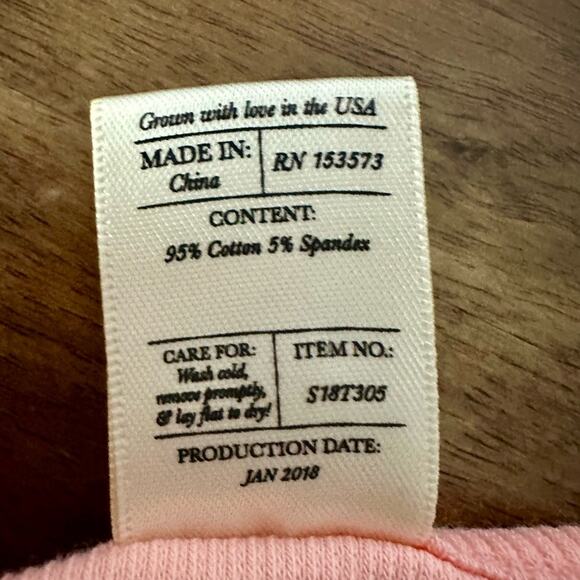 Grown with love in the USA
MADE IN:
China
RN 153573
CONTENT:
95% Cotton 5% Spandex
CARE FOR:
Wash cold,
remove promptly,
& lay flat to dry!
ITEM NO.:
S18T305
PRODUCTION DATE:
JAN 2018